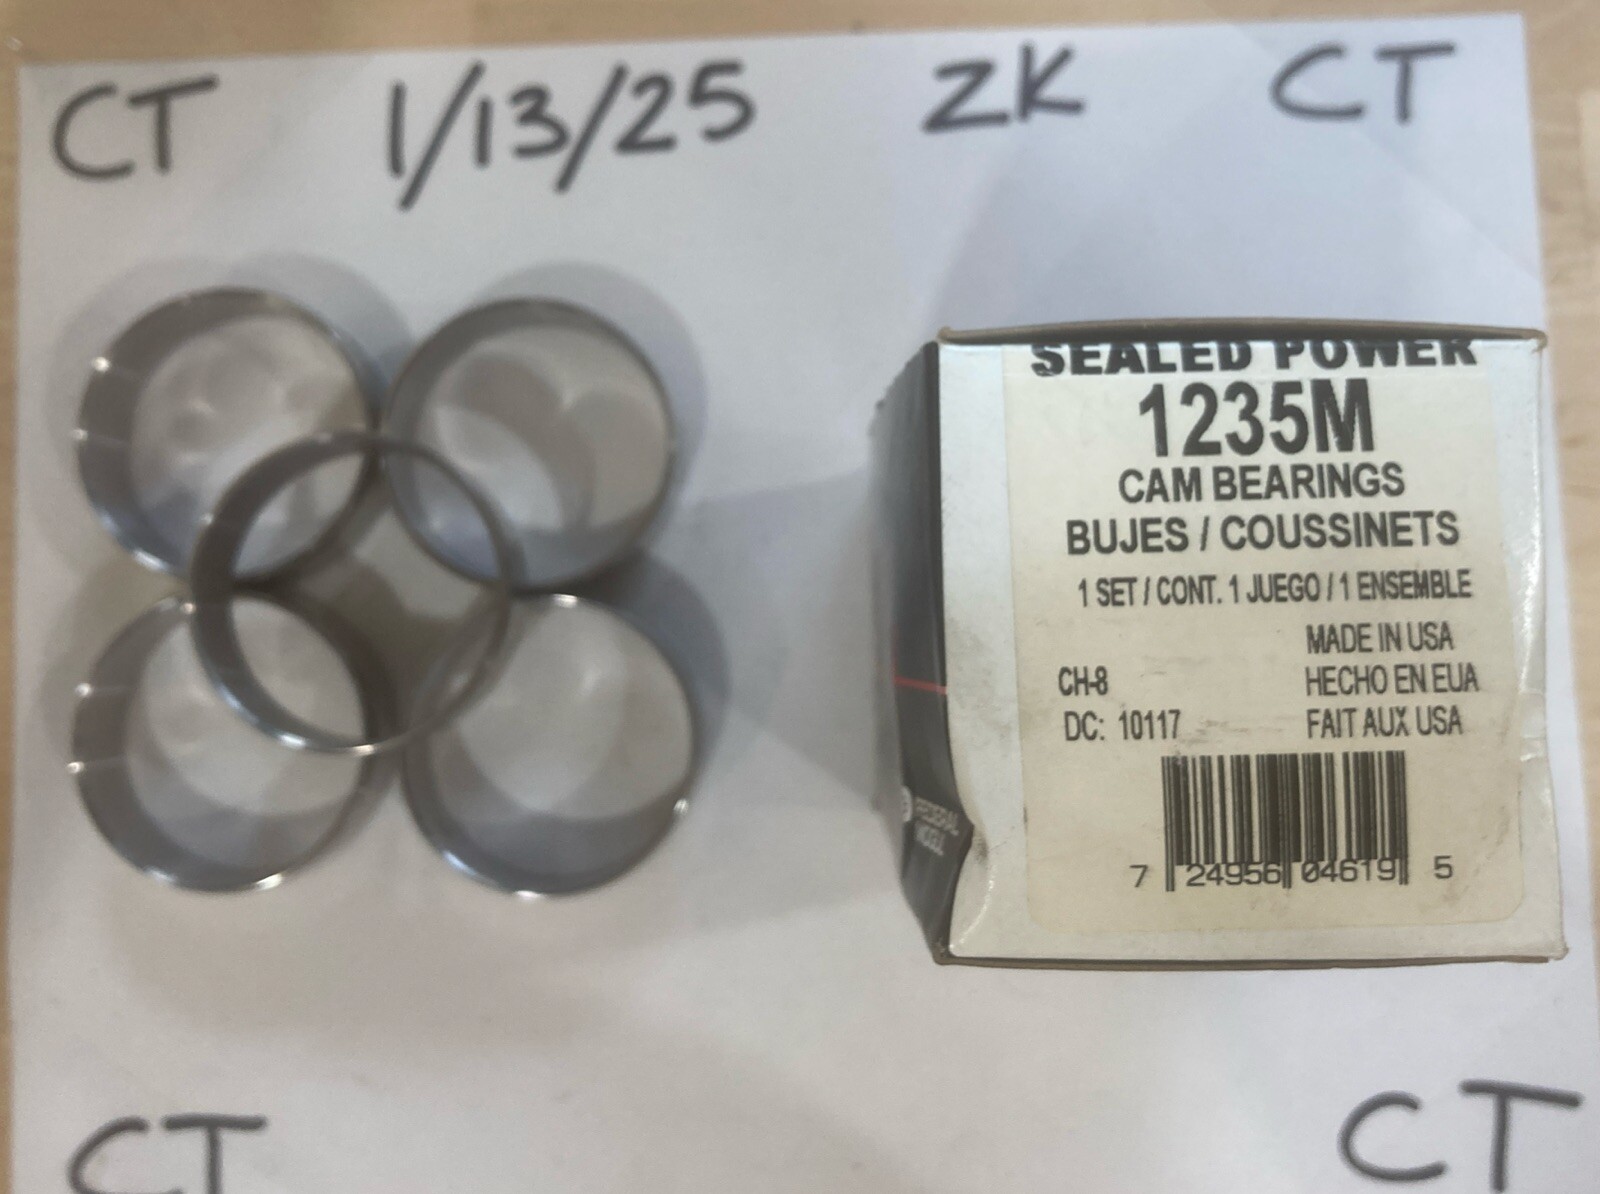 CT 1/13/25 ZK CT
SEALED POWER
1235M
CAM BEARINGS
BUJES / COUSSINETS
1 SET / CONT. 1 JUEGO / 1 ENSEMBLE
MADE IN USA
CH-8 HECHO EN EUA
DC: 10117 FAIT AUX USA
FEDERAL
MOGUL
7 24956 04619 5
CT CT